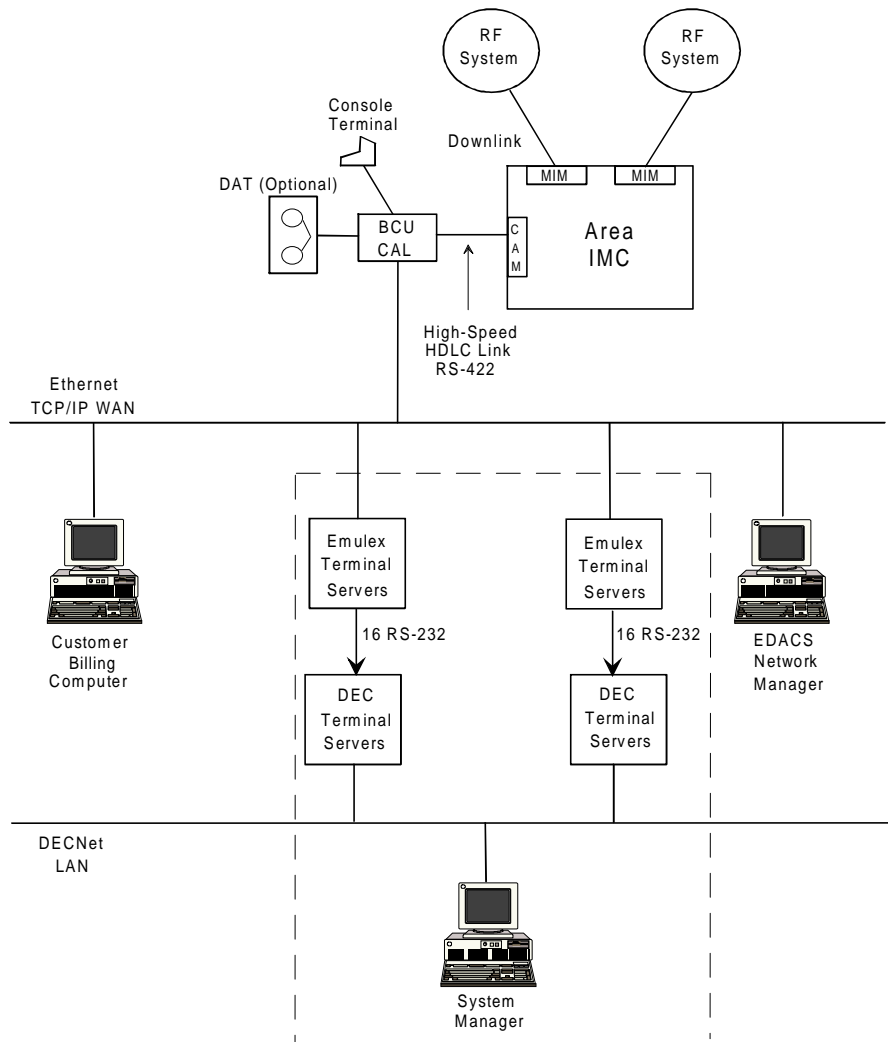 RF
System
RF
System
Console
Terminal
Downlink
DAT (Optional)
MIM
MIM
BCU
CAL
C
A
M
Area
IMC
High-Speed
HDLC Link
RS-422
Ethernet
TCP/IP WAN
Emulex
Terminal
Servers
Emulex
Terminal
Servers
Customer
Billing
Computer
16 RS-232
16 RS-232
EDACS
Network
Manager
DEC
Terminal
Servers
DEC
Terminal
Servers
DECNet
LAN
System
Manager